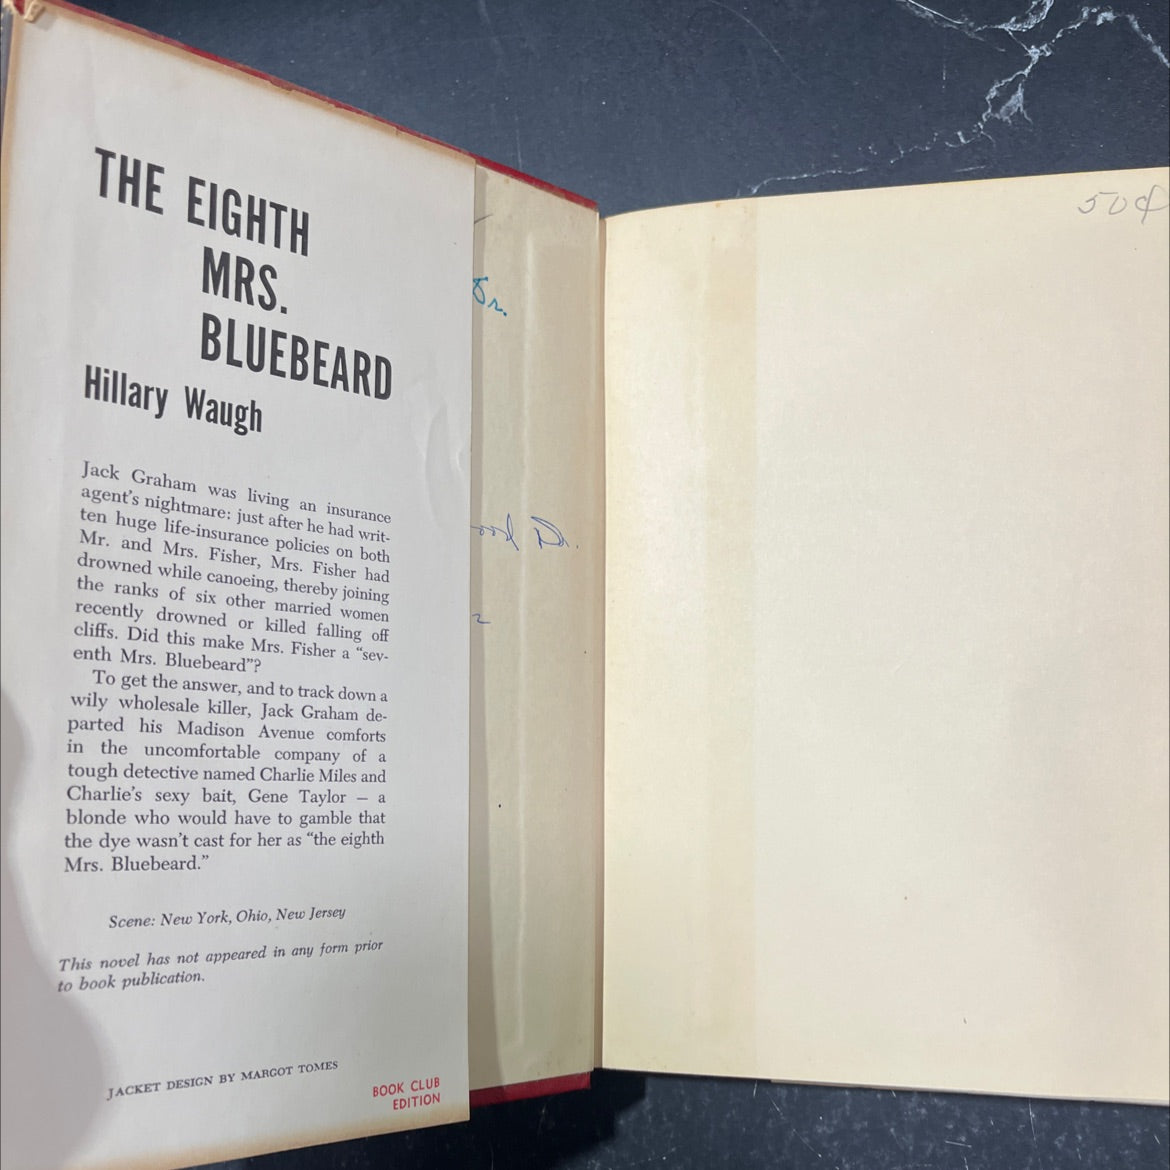 THE EIGHTH
MRS.
BLUEBEARD
Hillary Waugh
Jack Graham was living an insurance
agent's nightmare: just after he had writ-
ten huge life-insurance policies on both
Mr. and Mrs. Fisher, Mrs. Fisher had
drowned while canoeing, thereby joining
the ranks of six other married women
recently drowned or killed falling off
cliffs. Did this make Mrs. Fisher a "sev-
enth Mrs. Bluebeard"?
To get the answer, and to track down a
wily wholesale killer, Jack Graham de-
parted his Madison Avenue comforts
in the uncomfortable company of a
tough detective named Charlie Miles and
Charlie's sexy bait, Gene Taylor — a
blonde who would have to gamble that
the dye wasn't cast for her as "the eighth
Mrs. Bluebeard."
Scene: New York, Ohio, New Jersey
This novel has not appeared in any form prior
to book publication.
JACKET DESIGN BY MARGOT TOMES
BOOK CLUB
EDITION
Dr.
50¢